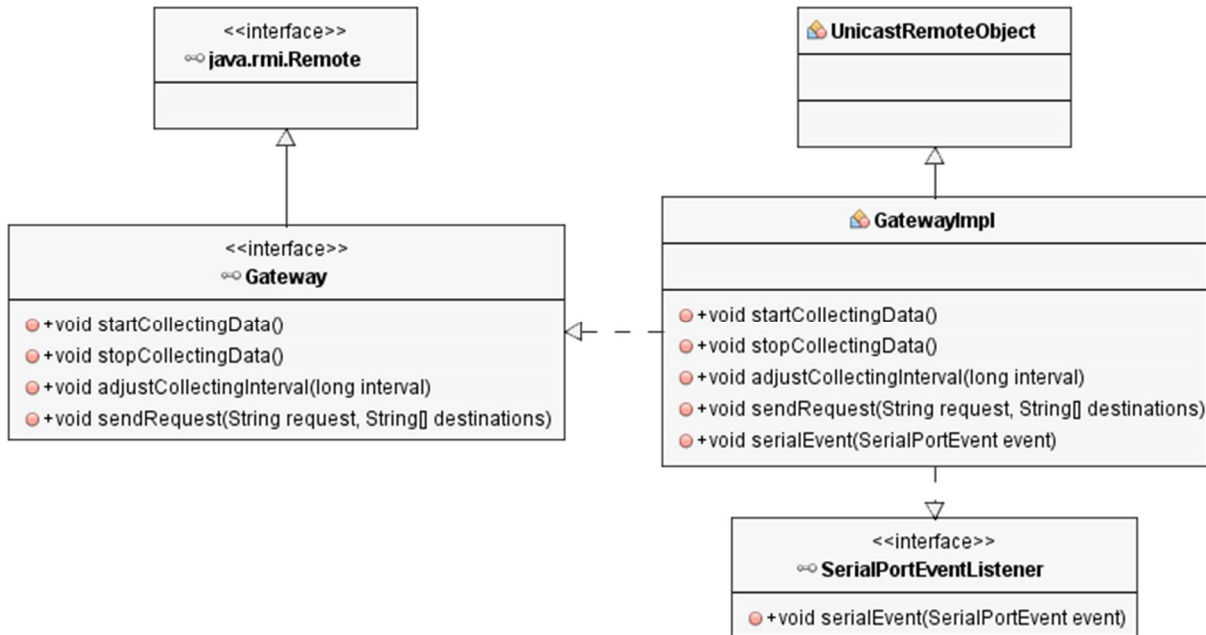 <<interface>>
java.rmi.Remote
UnicastRemoteObject
<<interface>>
Gateway
+void startCollectingData()
+void stopCollectingData()
+void adjustCollectingInterval(long interval)
+void sendRequest(String request, String[] destinations)
GatewayImpl
+void startCollectingData()
+void stopCollectingData()
+void adjustCollectingInterval(long interval)
+void sendRequest(String request, String[] destinations)
+void serialEvent(SerialPortEvent event)
<<interface>>
SerialPortEventListener
+void serialEvent(SerialPortEvent event)